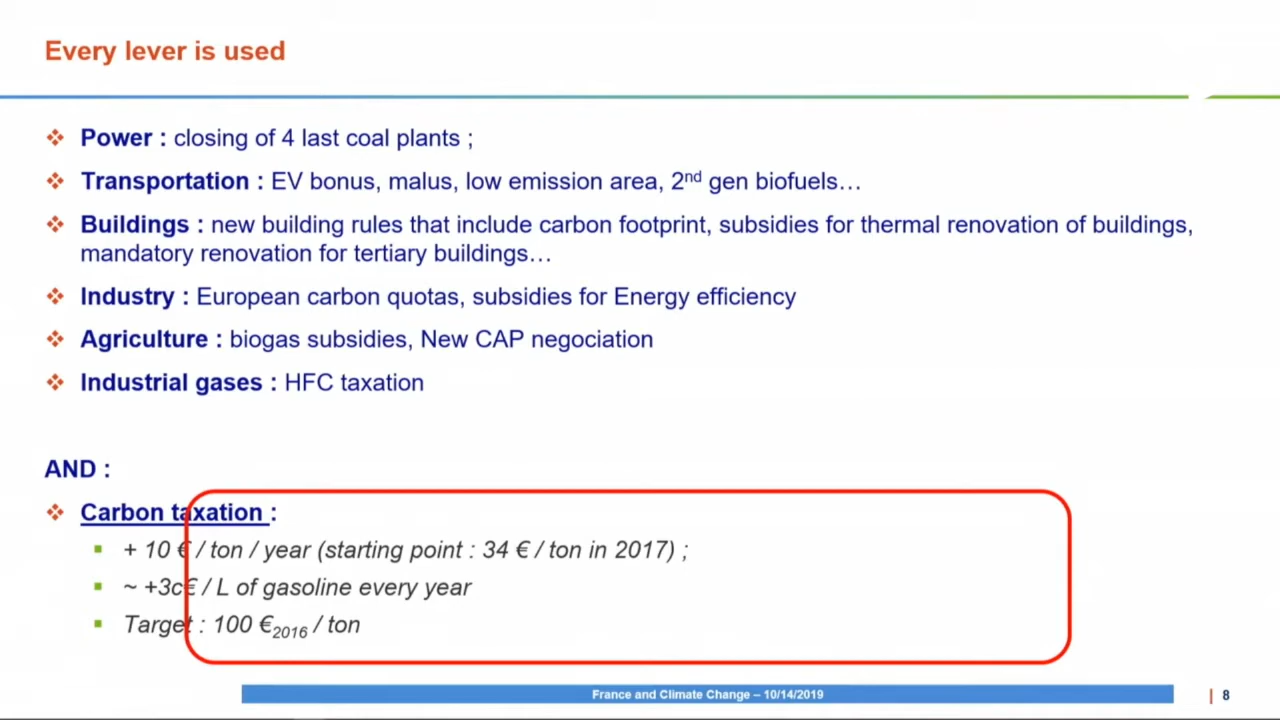 Every lever is used
Power : closing of 4 last coal plants ;
Transportation : EV bonus, malus, low emission area, 2nd gen biofuels…
Buildings : new building rules that include carbon footprint, subsidies for thermal renovation of buildings,
mandatory renovation for tertiary buildings…
Industry : European carbon quotas, subsidies for Energy efficiency
Agriculture : biogas subsidies, New CAP negociation
Industrial gases : HFC taxation
AND :
Carbon taxation :
+ 10 € / ton / year (starting point : 34 € / ton in 2017) ;
~ +3c€ / L of gasoline every year
Target : 100 €2016 / ton
France and Climate Change – 10/14/2019
| 8